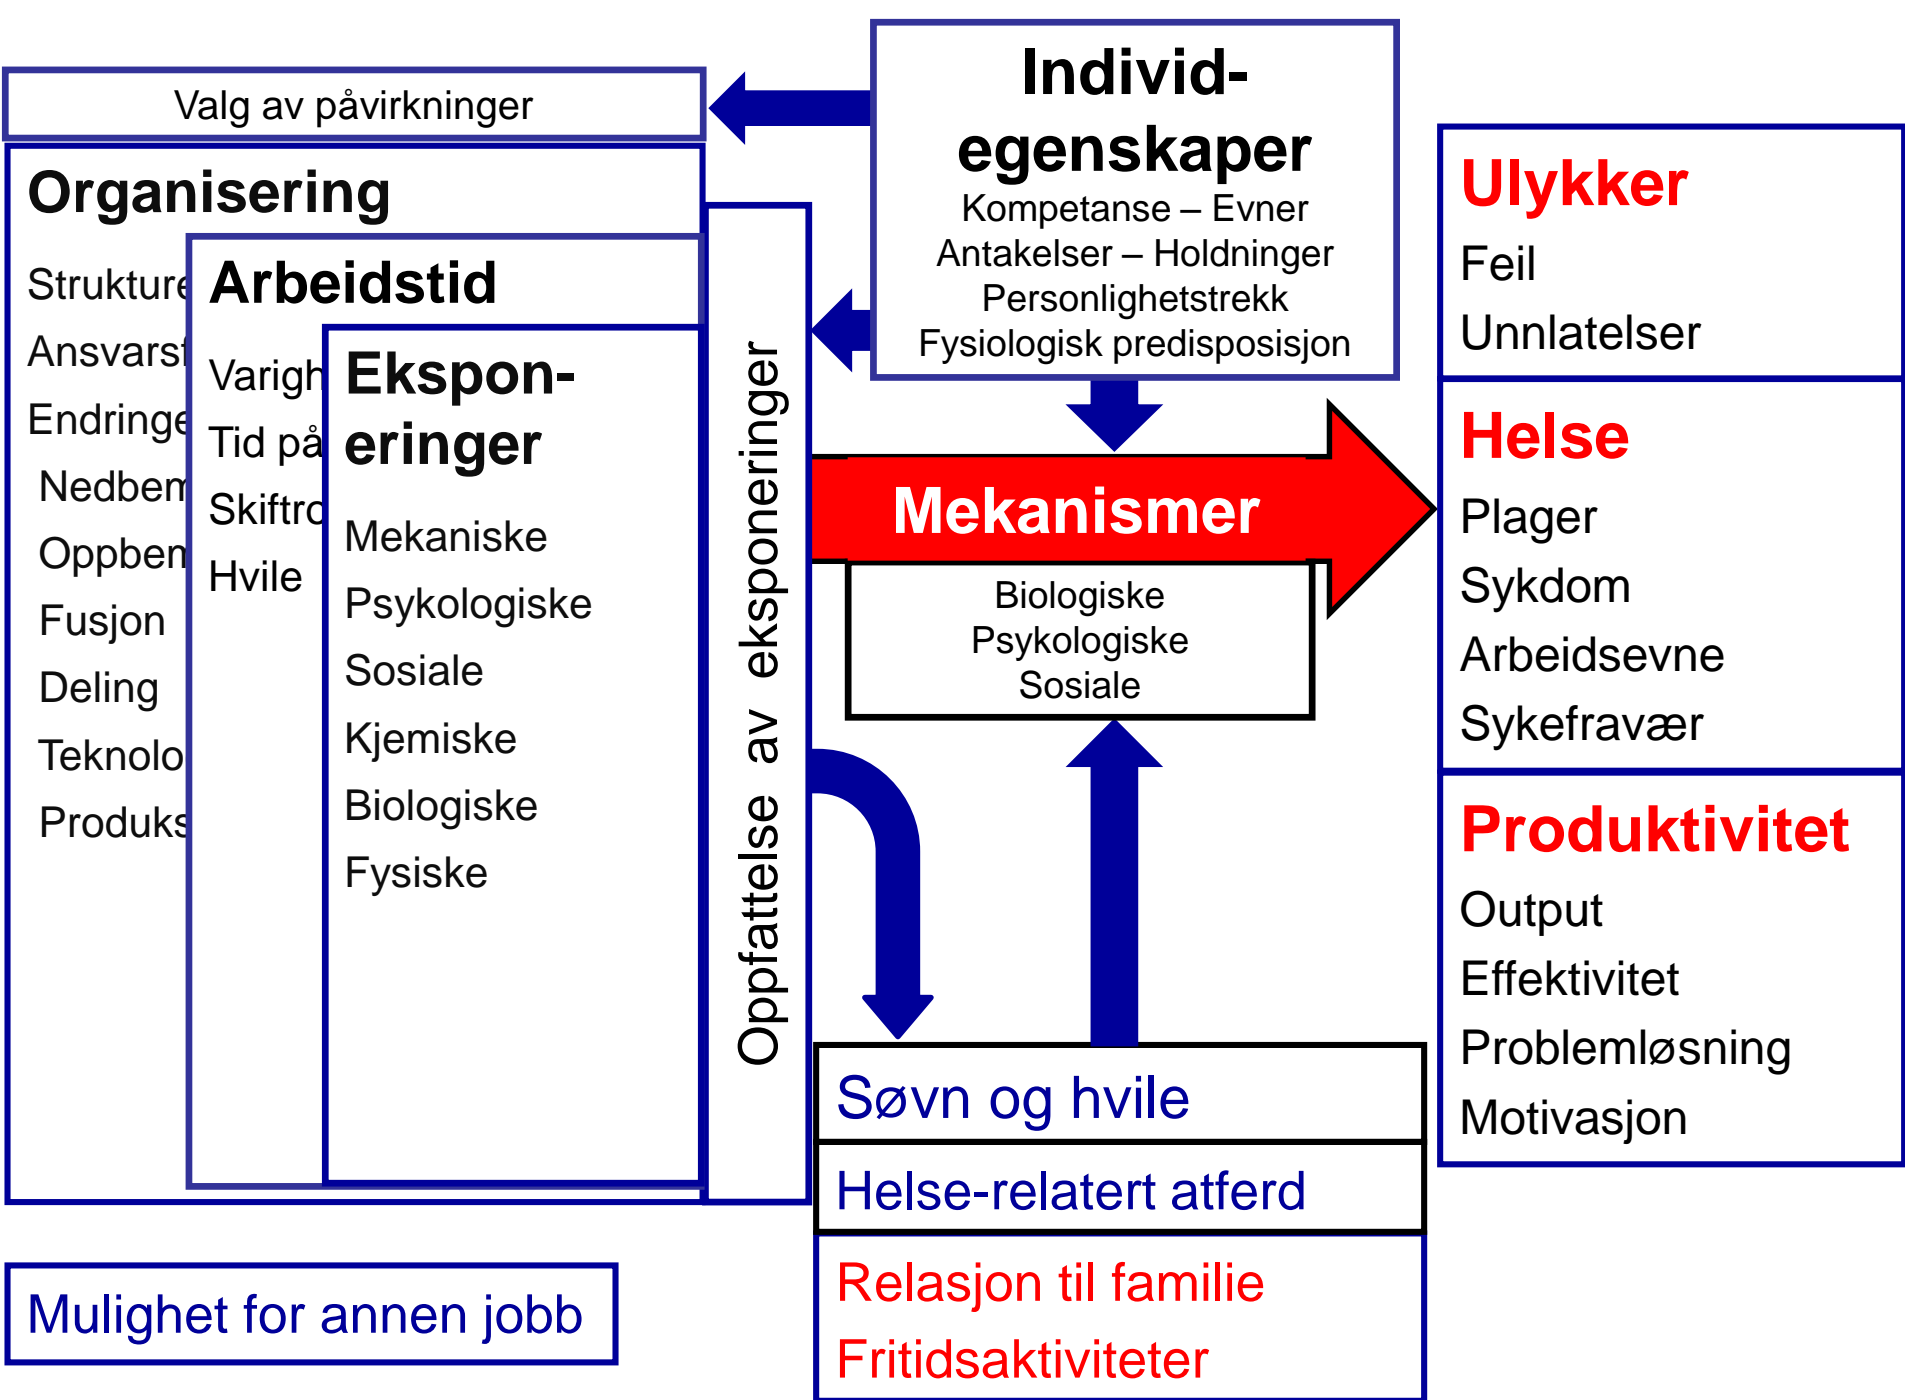 Valg av påvirkninger
Organisering
Strukture
Ansvarsf
Endringe
Nedbem
Oppbem
Fusjon
Deling
Teknolo
Produks
Arbeidstid
Varigh
Tid på
Skiftro
Hvile
Ekspon-
eringer
Mekaniske
Psykologiske
Sosiale
Kjemiske
Biologiske
Fysiske
Oppfattelse av eksponeringer
Individ-
egenskaper
Kompetanse – Evner
Antakelser – Holdninger
Personlighetstrekk
Fysiologisk predisposisjon
Mekanismer
Biologiske
Psykologiske
Sosiale
Søvn og hvile
Helse-relatert atferd
Relasjon til familie
Fritidsaktiviteter
Ulykker
Feil
Unnlatelser
Helse
Plager
Sykdom
Arbeidsevne
Sykefravær
Produktivitet
Output
Effektivitet
Problemløsning
Motivasjon
Mulighet for annen jobb